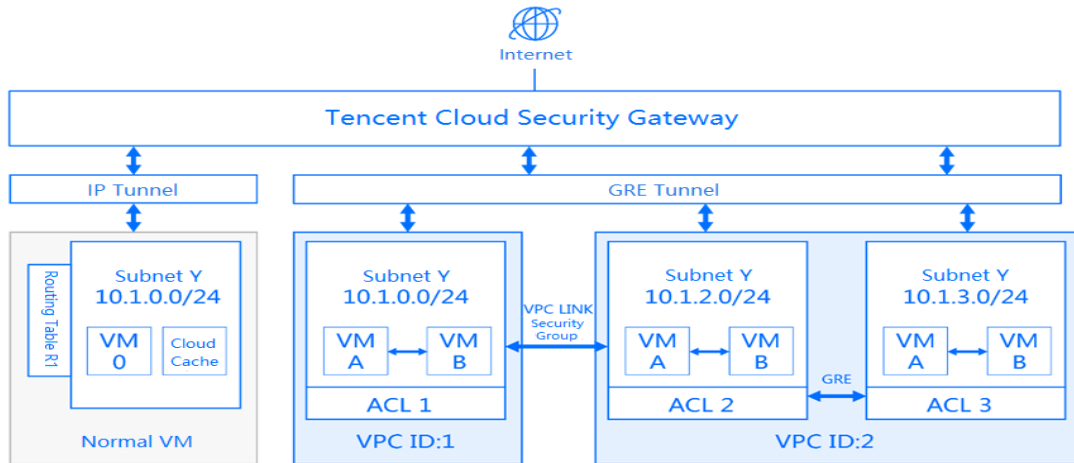 Internet
Tencent Cloud Security Gateway
IP Tunnel
GRE Tunnel
Routing Table R1
Subnet Y
10.1.0.0/24
VM
0
Cloud
Cache
Normal VM
Subnet Y
10.1.0.0/24
VM
A
VM
B
ACL 1
VPC ID:1
VPC LINK
Security
Group
Subnet Y
10.1.2.0/24
VM
A
VM
B
ACL 2
GRE
Subnet Y
10.1.3.0/24
VM
A
VM
B
ACL 3
VPC ID:2